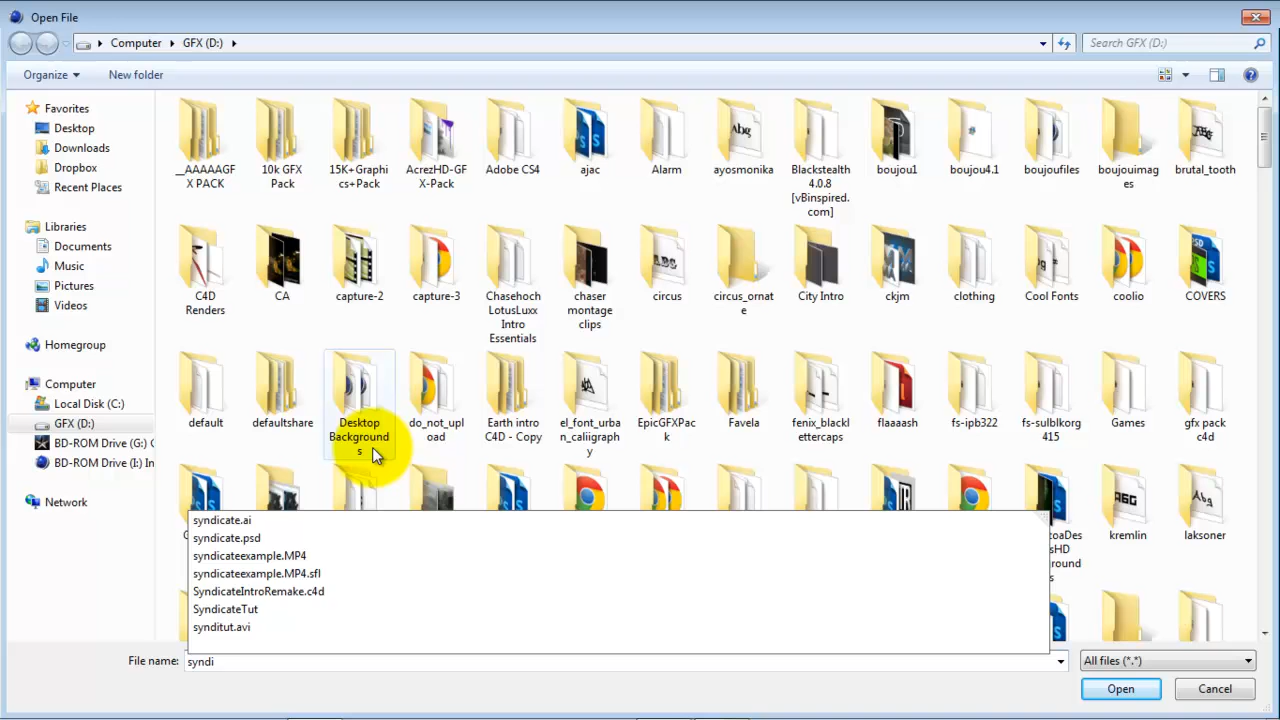 Open File
Computer
GFX (D:)
Search GFX (D:)
Organize
New folder
Favorites
Desktop
Downloads
Dropbox
Recent Places
Libraries
Documents
Music
Pictures
Videos
Homegroup
Computer
Local Disk (C:)
GFX (D:)
BD-ROM Drive (G:) C
BD-ROM Drive (I:) In
Network
__AAAAAGF
X PACK
10k GFX
Pack
15K+Graphi
cs+Pack
AcrezHD-GF
X-Pack
Adobe CS4
ajac
Alarm
ayosmonika
Blackstealth
4.0.8
[vBinspired.
com]
boujou1
boujou4.1
boujoufiles
boujouimag
es
brutal_tooth
C4D
Renders
CA
capture-2
capture-3
Chasehoch
LotusLuxx
Intro
Essentials
chaser
montage
clips
circus
circus_ornat
e
City Intro
ckjm
clothing
Cool Fonts
coolio
COVERS
default
defaultshare
Desktop
Background
s
do_not_upl
oad
Earth intro
C4D - Copy
el_font_urba
n_caliigraph
y
EpicGFXPac
k
Favela
fenix_blackl
ettercaps
flaaaash
fs-ipb322
fs-sulblkorg
415
Games
gfx pack
c4d
kremlin
laksoner
syndicate.ai
syndicate.psd
syndicateexample.MP4
syndicateexample.MP4.sfl
SyndicateIntroRemake.c4d
SyndicateTut
synditut.avi
File name:
syndi
All files (*.*)
Open
Cancel